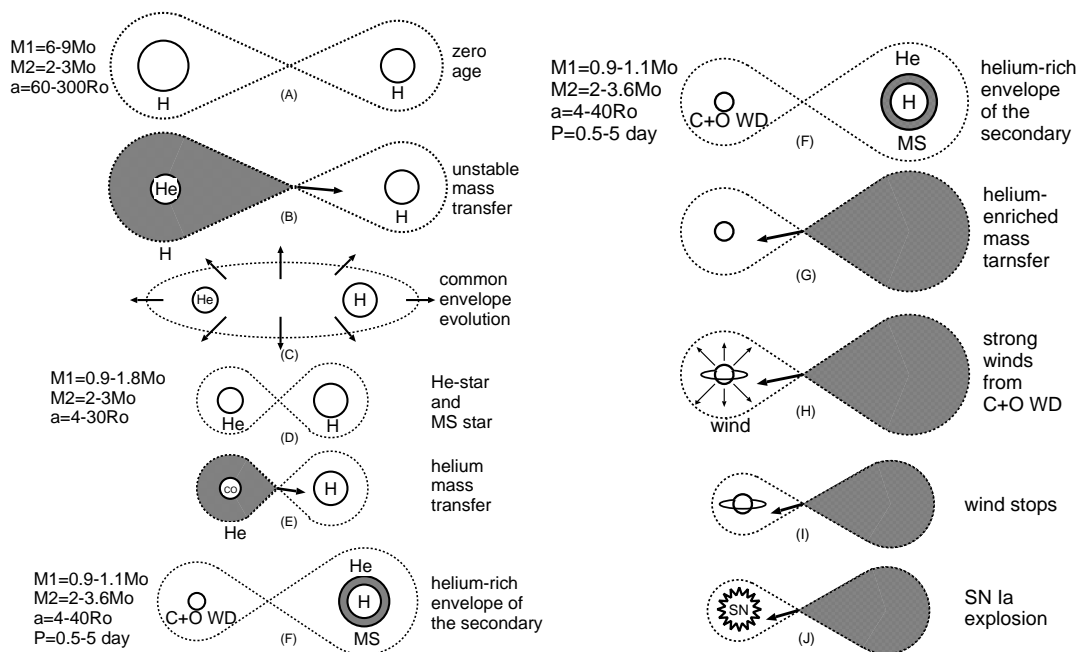 M1=6-9Mo
M2=2-3Mo
a=60-300Ro
H
H
(A)
zero
age
He
H
H
(B)
unstable
mass
transfer
He
H
(C)
common
envelope
evolution
M1=0.9-1.8Mo
M2=2-3Mo
a=4-30Ro
He
H
(D)
He-star
and
MS star
CO
H
He
(E)
helium
mass
transfer
M1=0.9-1.1Mo
M2=2-3.6Mo
a=4-40Ro
P=0.5-5 day
C+O WD
He
H
MS
(F)
helium-rich
envelope of
the secondary
M1=0.9-1.1Mo
M2=2-3.6Mo
a=4-40Ro
P=0.5-5 day
C+O WD
He
H
MS
(F)
helium-rich
envelope
of the
secondary
(G)
helium-
enriched
mass
tarnsfer
wind
(H)
strong
winds
from
C+O WD
(I)
wind stops
SN
(J)
SN Ia
explosion